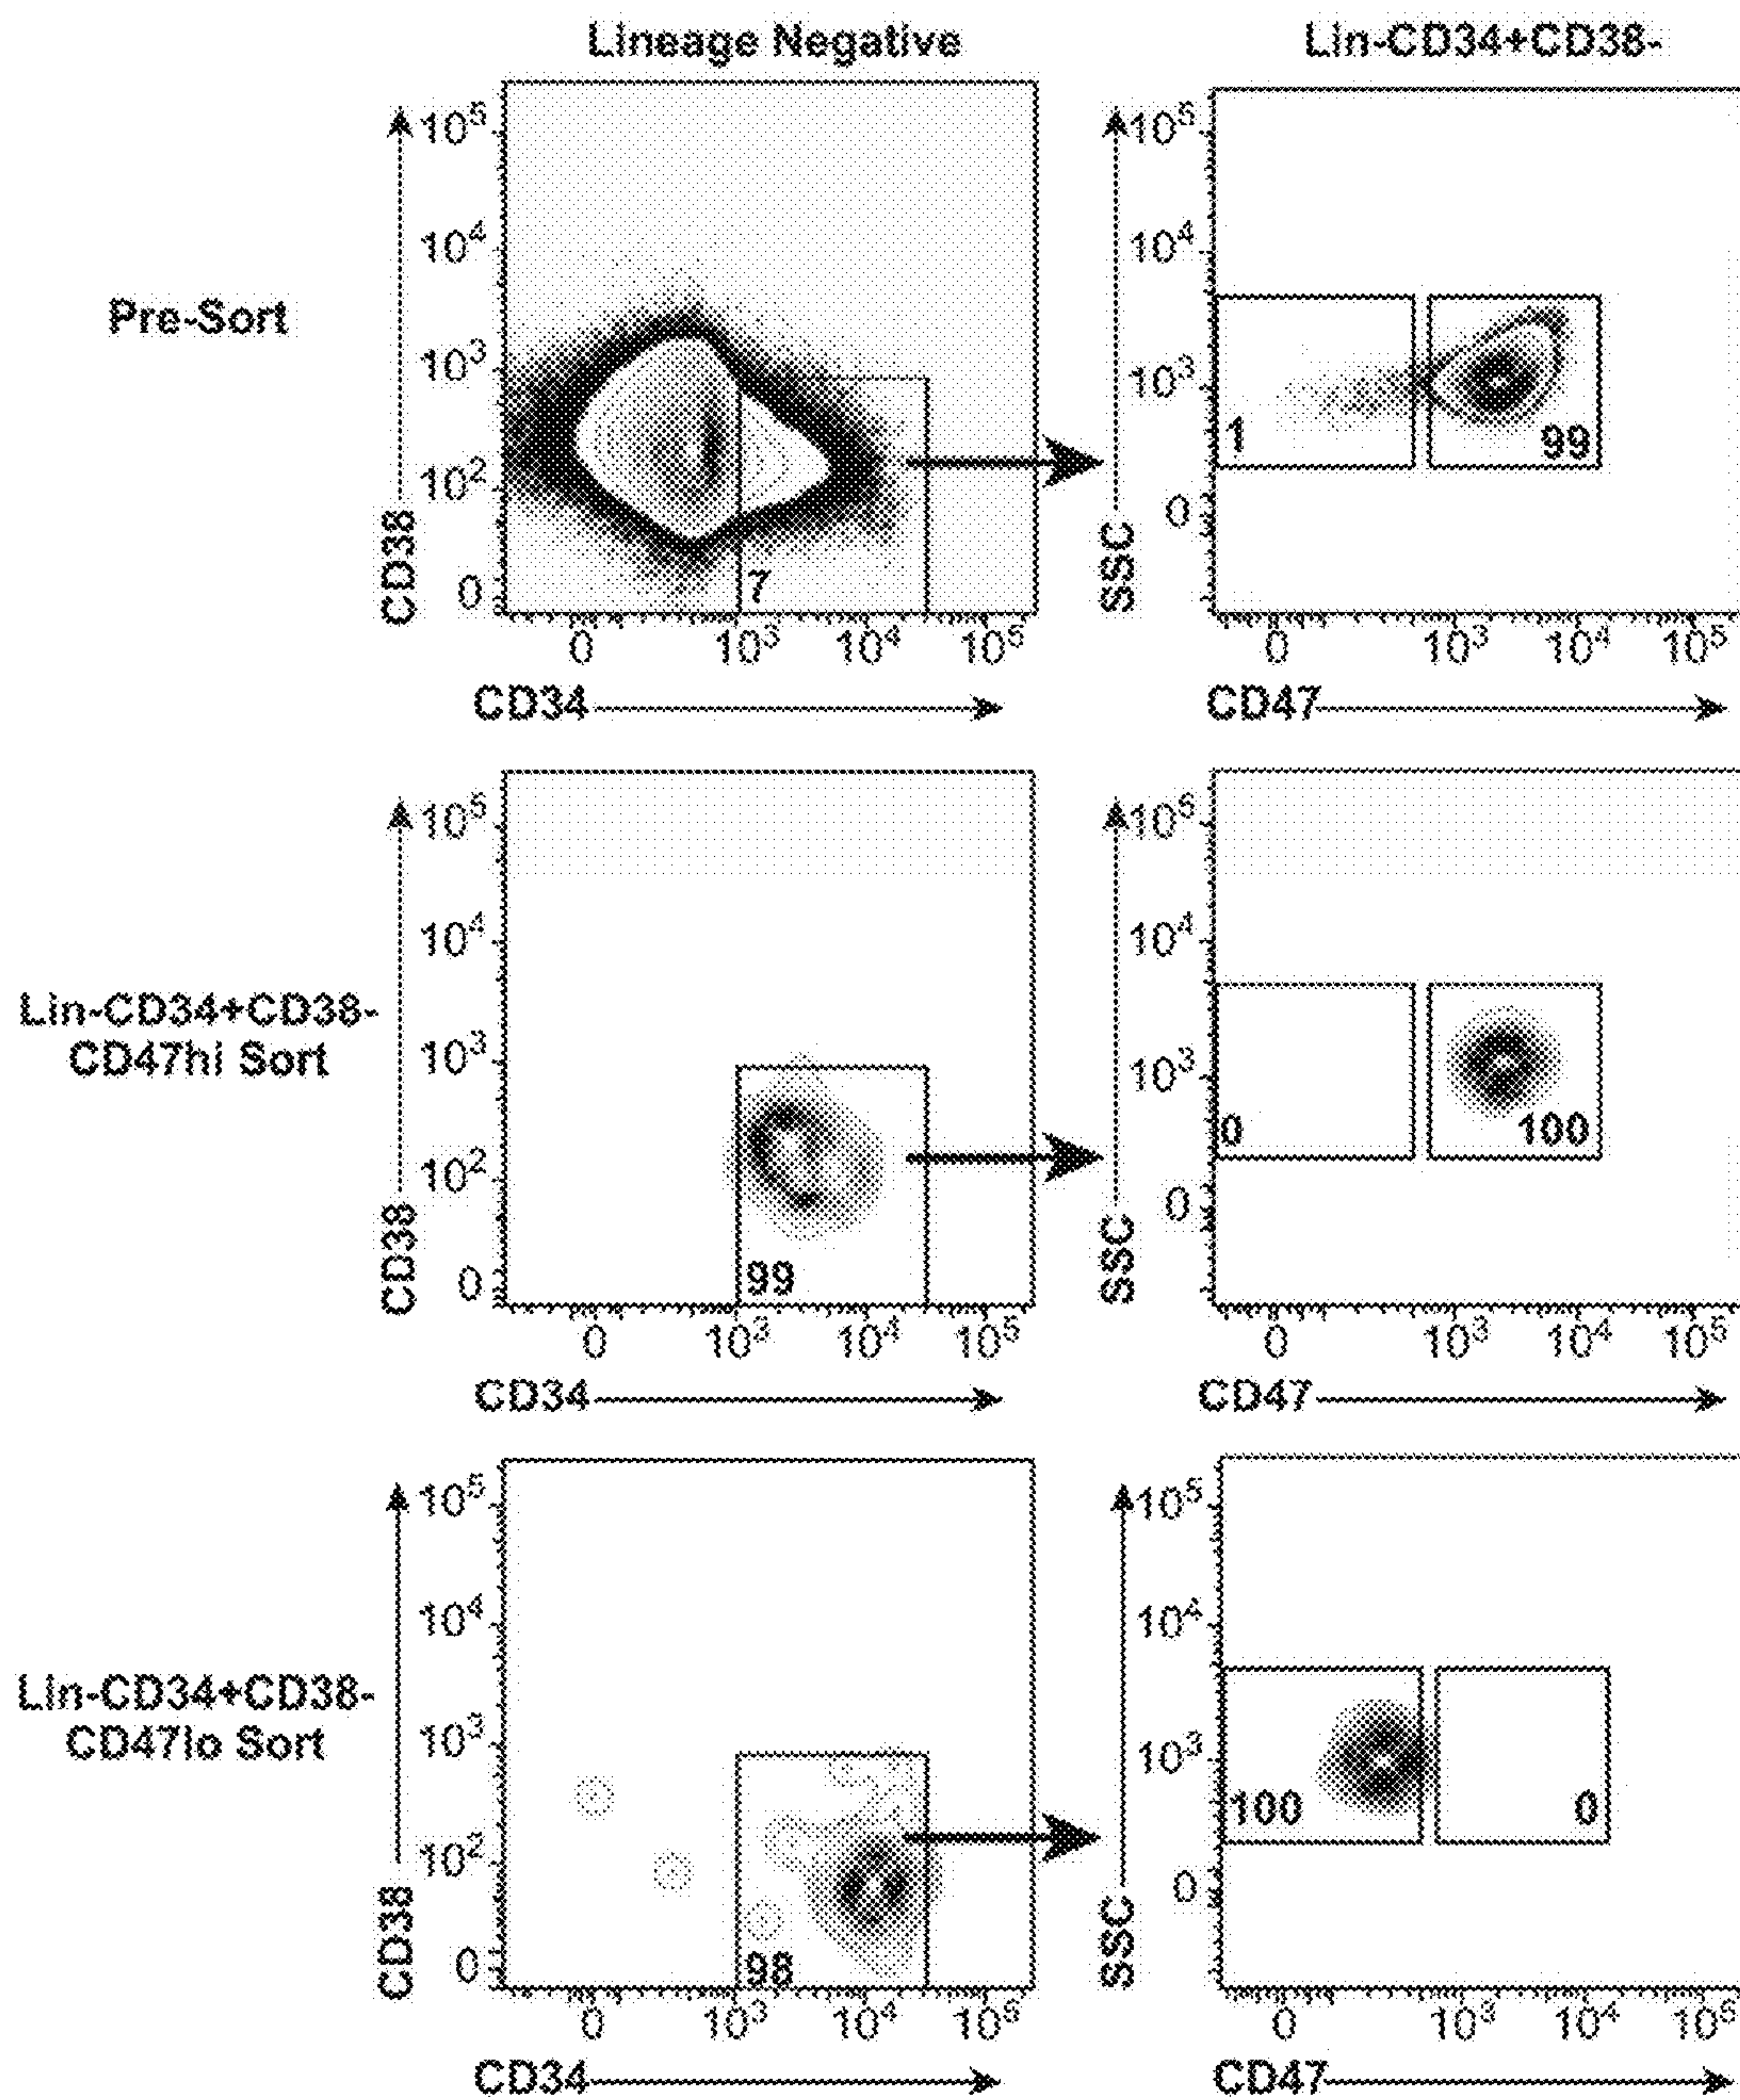 Lineage Negative
Lin-CD34+CD38-
Pre-Sort
CD38
10⁵
10⁴
10³
10²
0
7
0 10³ 10⁴ 10⁵
CD34
SSC
10⁵
10⁴
10³
0
1
99
0 10³ 10⁴ 10⁵
CD47
Lin-CD34+CD38-
CD47hi Sort
CD38
10⁵
10⁴
10³
10²
0
99
0 10³ 10⁴ 10⁵
CD34
SSC
10⁵
10⁴
10³
0
0
100
0 10³ 10⁴ 10⁵
CD47
Lin-CD34+CD38-
CD47lo Sort
CD38
10⁵
10⁴
10³
10²
0
98
0 10³ 10⁴ 10⁵
CD34
SSC
10⁵
10⁴
10³
0
100
0
0 10³ 10⁴ 10⁵
CD47